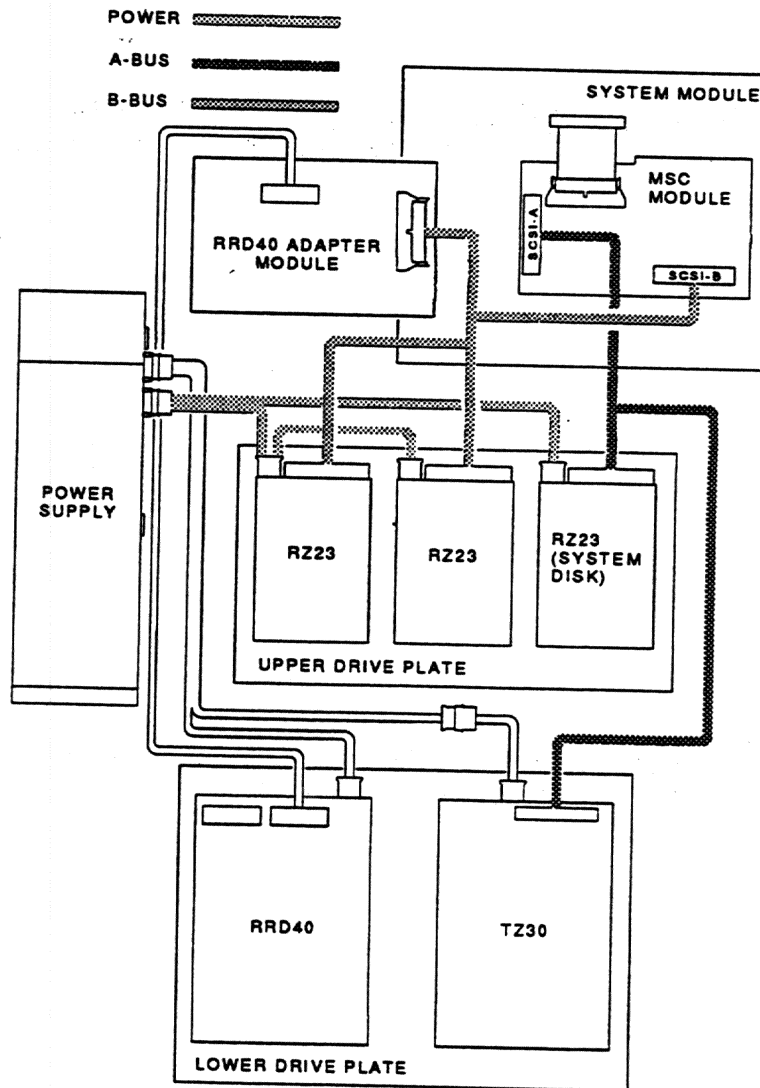 POWER
A-BUS
B-BUS
SYSTEM MODULE
MSC
MODULE
SCSI-A
SCSI-B
RRD40 ADAPTER
MODULE
POWER
SUPPLY
RZ23
RZ23
RZ23
(SYSTEM
DISK)
UPPER DRIVE PLATE
RRD40
TZ30
LOWER DRIVE PLATE